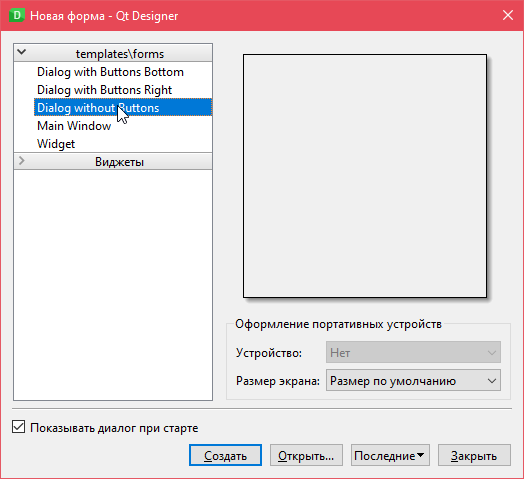 Новая форма - Qt Designer
templates\forms
Dialog with Buttons Bottom
Dialog with Buttons Right
Dialog without Buttons
Main Window
Widget
Виджеты
Оформление портативных устройств
Устройство: Нет
Размер экрана: Размер по умолчанию
Показывать диалог при старте
Создать Открыть... Последние Закрыть